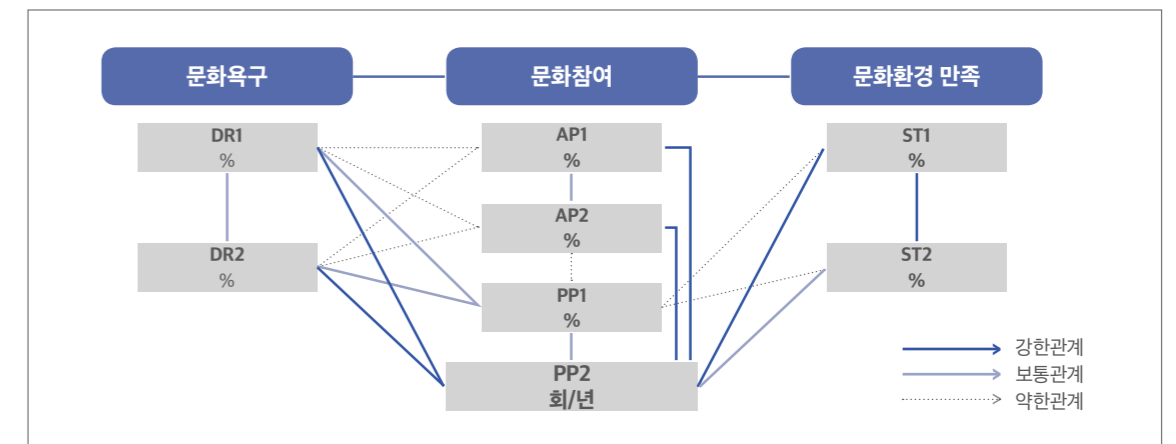 문화욕구
문화참여
문화환경 만족
DR1
%
AP1
%
ST1
%
AP2
%
DR2
%
ST2
%
PP1
%
PP2
회/년
강한관계
보통관계
약한관계